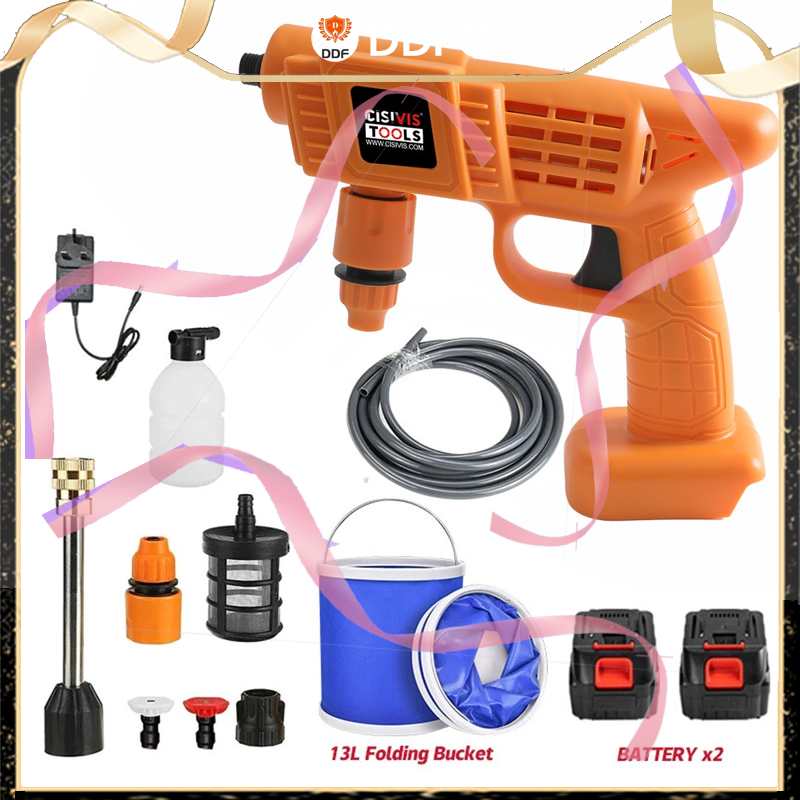 DDF
CiSiVIS
TOOLS
WWW.CISIVIS.COM
13L Folding Bucket
BATTERY x2